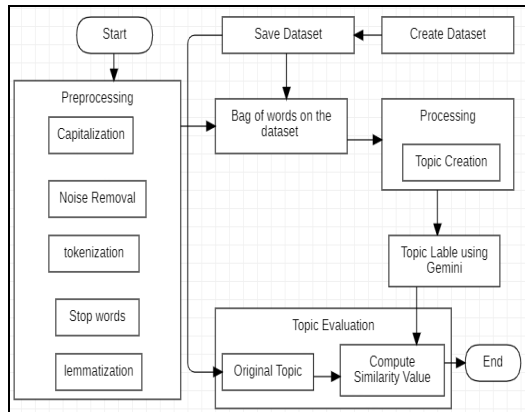 Start
Save Dataset
Create Dataset
Preprocessing
Capitalization
Noise Removal
tokenization
Stop words
lemmatization
Bag of words on the
dataset
Processing
Topic Creation
Topic Lable using
Gemini
Topic Evaluation
Original Topic
Compute
Similarity Value
End